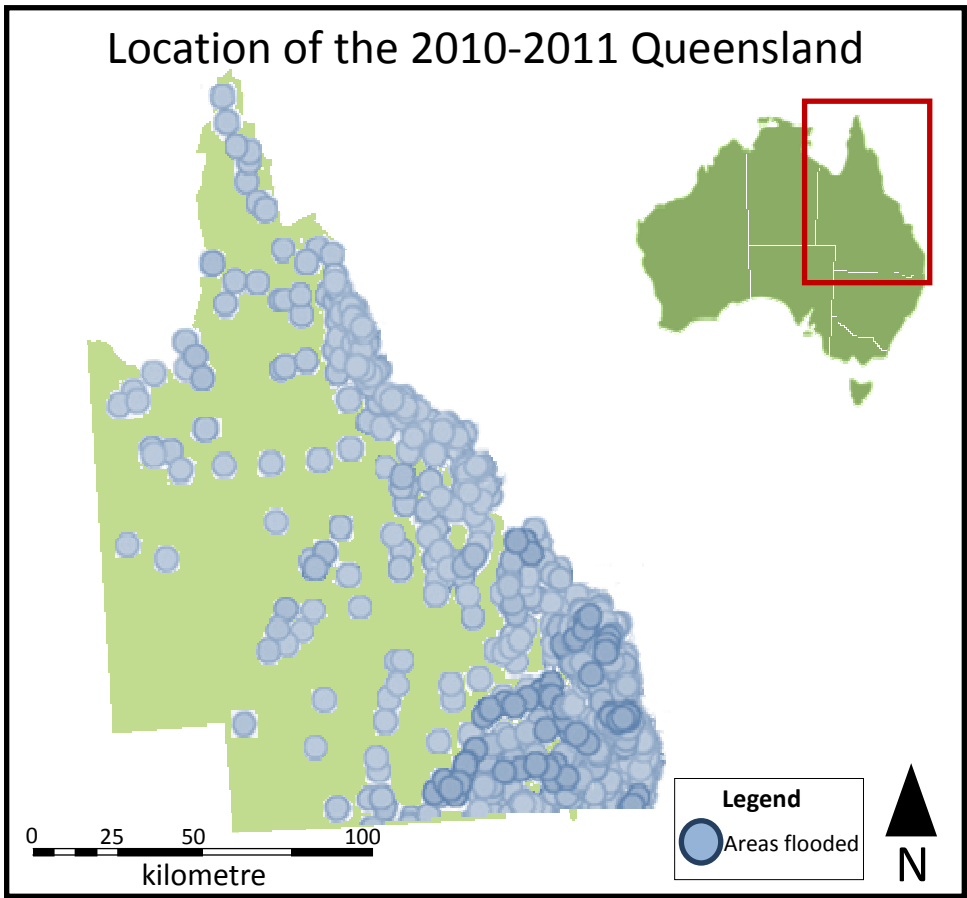 Location of the 2010-2011 Queensland
0 25 50 100
kilometre
Legend
Areas flooded
N